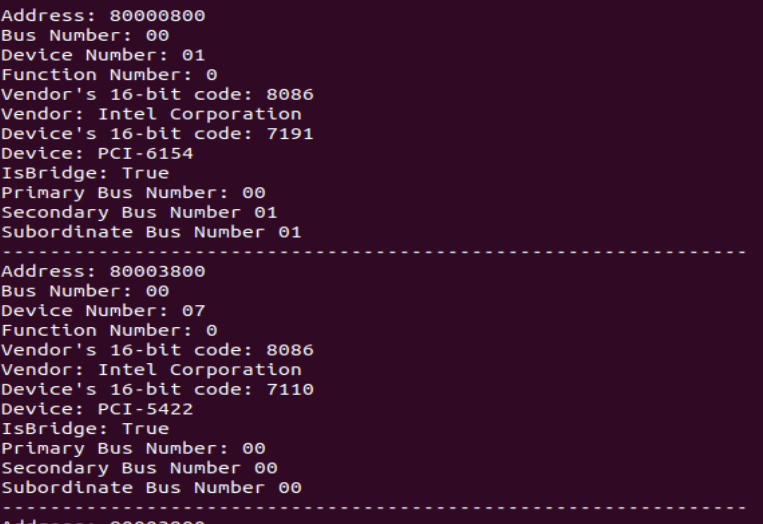 Address: 80000800
Bus Number: 00
Device Number: 01
Function Number: 0
Vendor's 16-bit code: 8086
Vendor: Intel Corporation
Device's 16-bit code: 7191
Device: PCI-6154
IsBridge: True
Primary Bus Number: 00
Secondary Bus Number 01
Subordinate Bus Number 01
--------------------------------------------------------------
Address: 80003800
Bus Number: 00
Device Number: 07
Function Number: 0
Vendor's 16-bit code: 8086
Vendor: Intel Corporation
Device's 16-bit code: 7110
Device: PCI-5422
IsBridge: True
Primary Bus Number: 00
Secondary Bus Number 00
Subordinate Bus Number 00
--------------------------------------------------------------
Address: